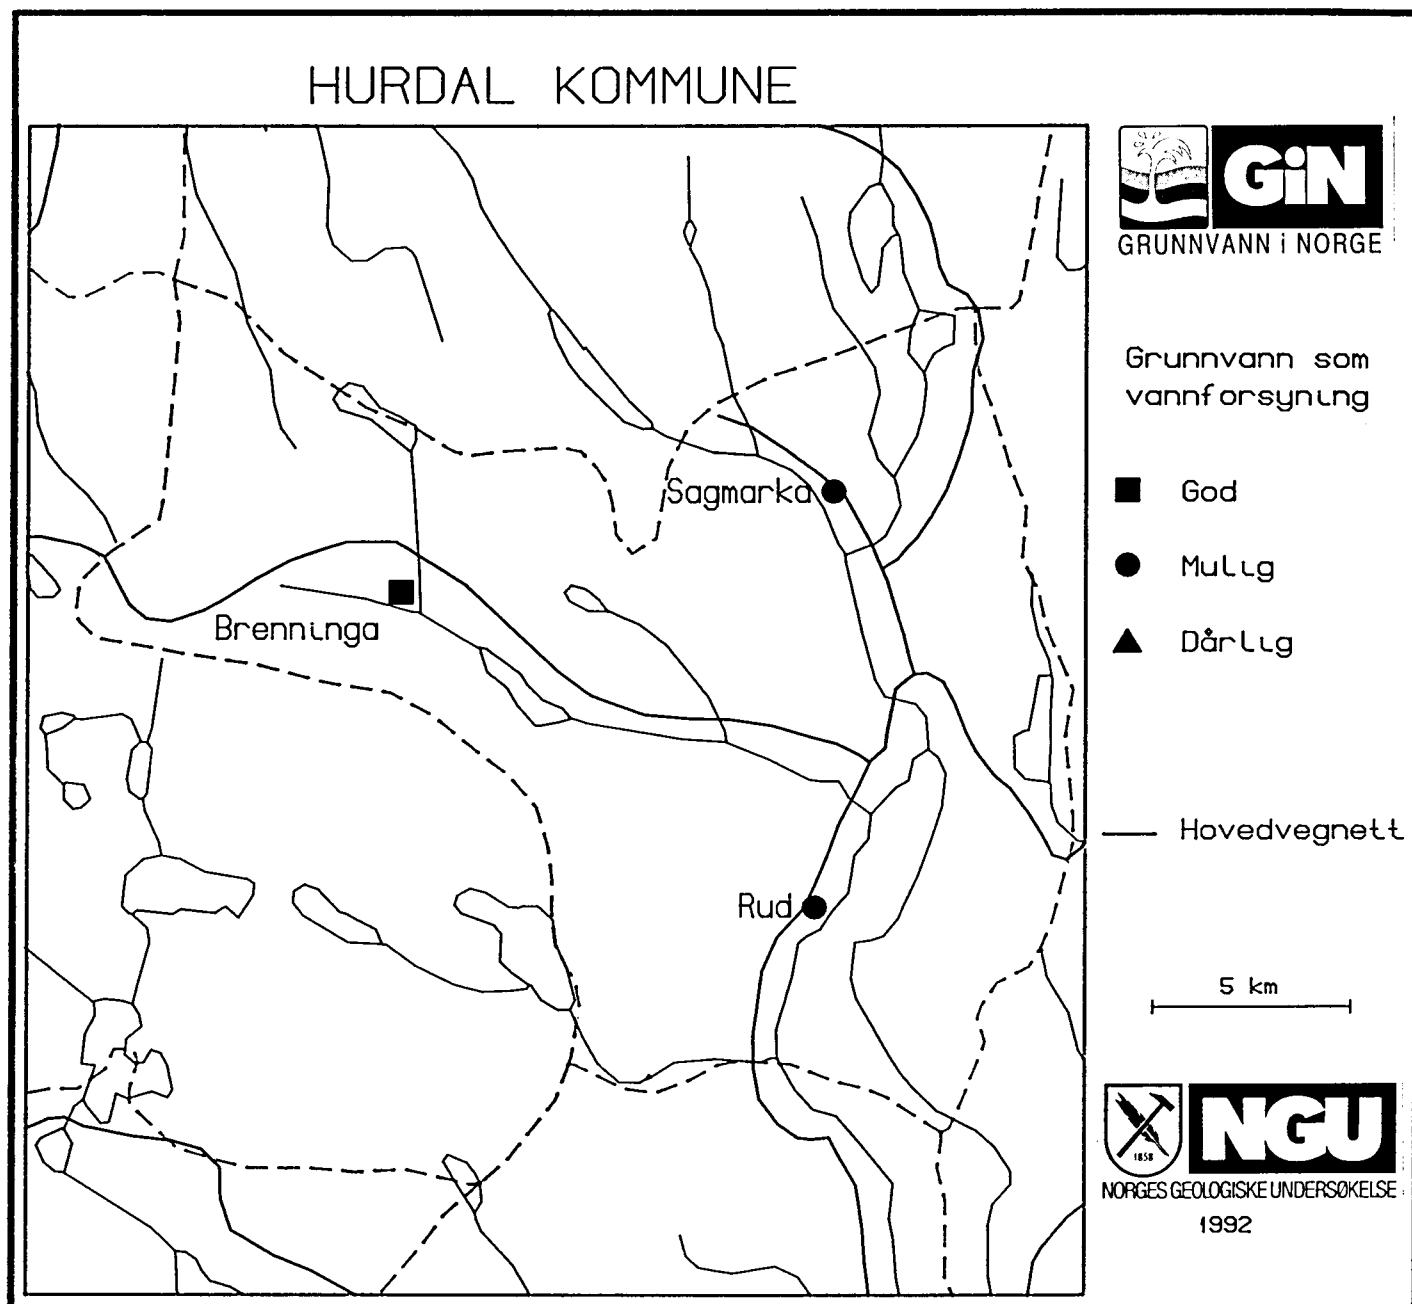 HURDAL KOMMUNE
GiN
GRUNNVANN i NORGE
Grunnvann som
vannforsyning
God
Mulig
Dårlig
Sagmarka
Brenninga
Hovedvegnett
Rud
5 km
1858
NGU
NORGES GEOLOGISKE UNDERSØKELSE
1992